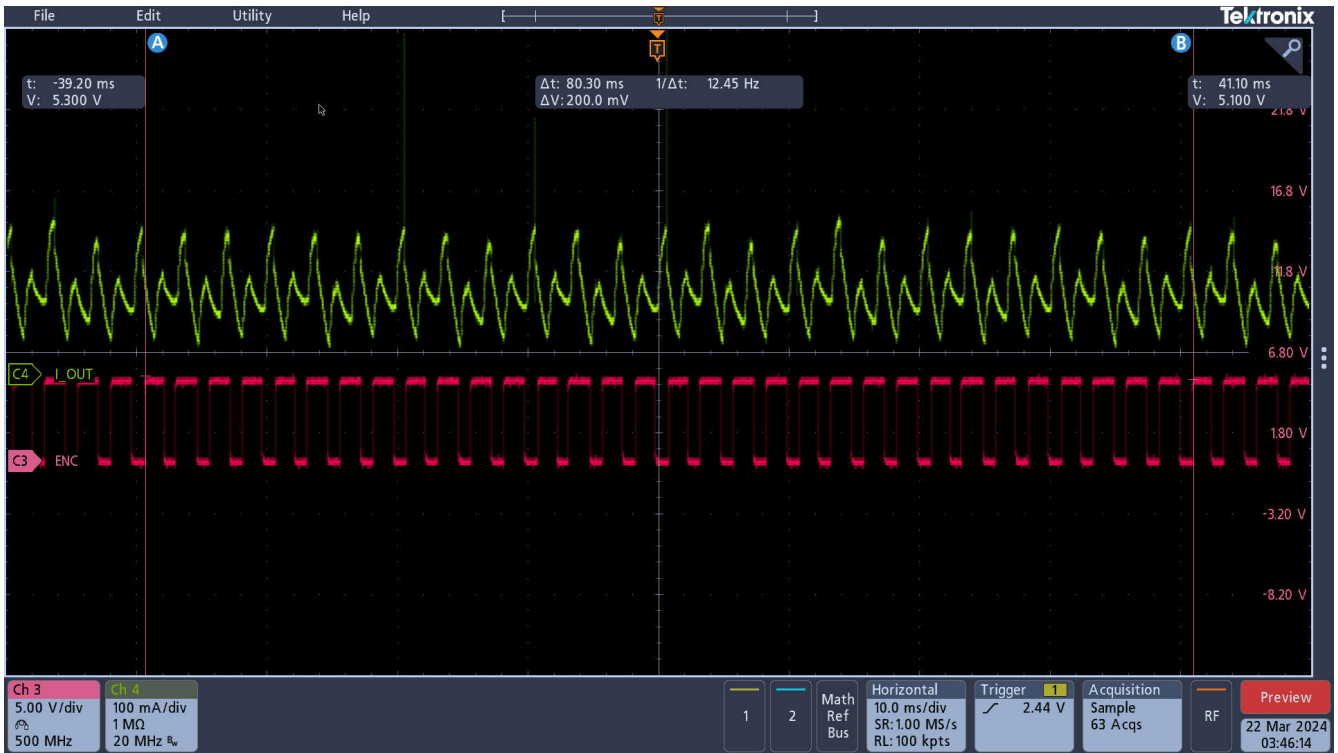 File Edit Utility Help Tektronix
A T B
t: -39.20 ms
V: 5.300 V
Δt: 80.30 ms 1/Δt: 12.45 Hz
ΔV: 200.0 mV
t: 41.10 ms
V: 5.100 V
21.8 V
16.8 V
11.8 V
6.80 V
C4 I_OUT
1.80 V
C3 ENC
-3.20 V
-8.20 V
Ch 3
5.00 V/div
500 MHz
Ch 4
100 mA/div
1 MΩ
20 MHz Bw
1
2
Math
Ref
Bus
Horizontal
10.0 ms/div
SR: 1.00 MS/s
RL: 100 kpts
Trigger 1
2.44 V
Acquisition
Sample
63 Acqs
RF
Preview
22 Mar 2024
03:46:14